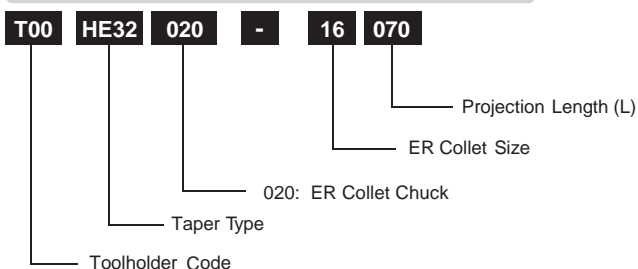 T00 HE32 020 - 16 070
Projection Length (L)
ER Collet Size
020: ER Collet Chuck
Taper Type
Toolholder Code